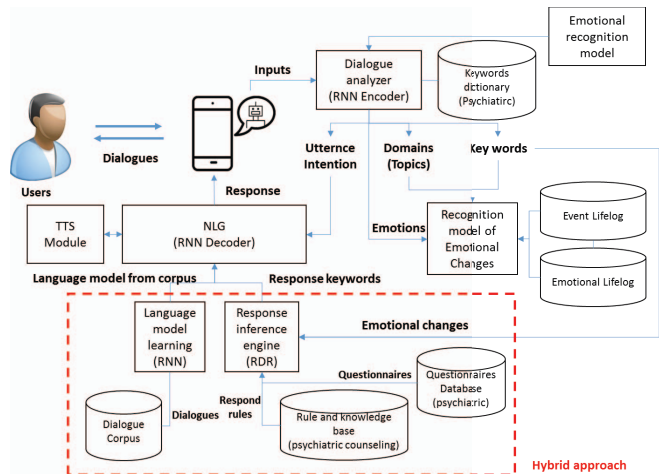 Emotional
recognition
model
Inputs
Dialogue
analyzer
(RNN Encoder)
Keywords
dictionary
(Psychiatirc)
Dialogues
Users
Utternce
Intention
Domains
(Topics)
Key words
Response
TTS
Module
NLG
(RNN Decoder)
Emotions
Recognition
model of
Emotional
Changes
Event Lifelog
Emotional Lifelog
Language model from corpus
Response keywords
Language
model
learning
(RNN)
Response
inference
engine
(RDR)
Emotional changes
Questionnaires
Questionnaires
Database
(psychiatric)
Respond
rules
Dialogues
Dialogue
Corpus
Rule and knowledge
base
(psychiatric counseling)
Hybrid approach